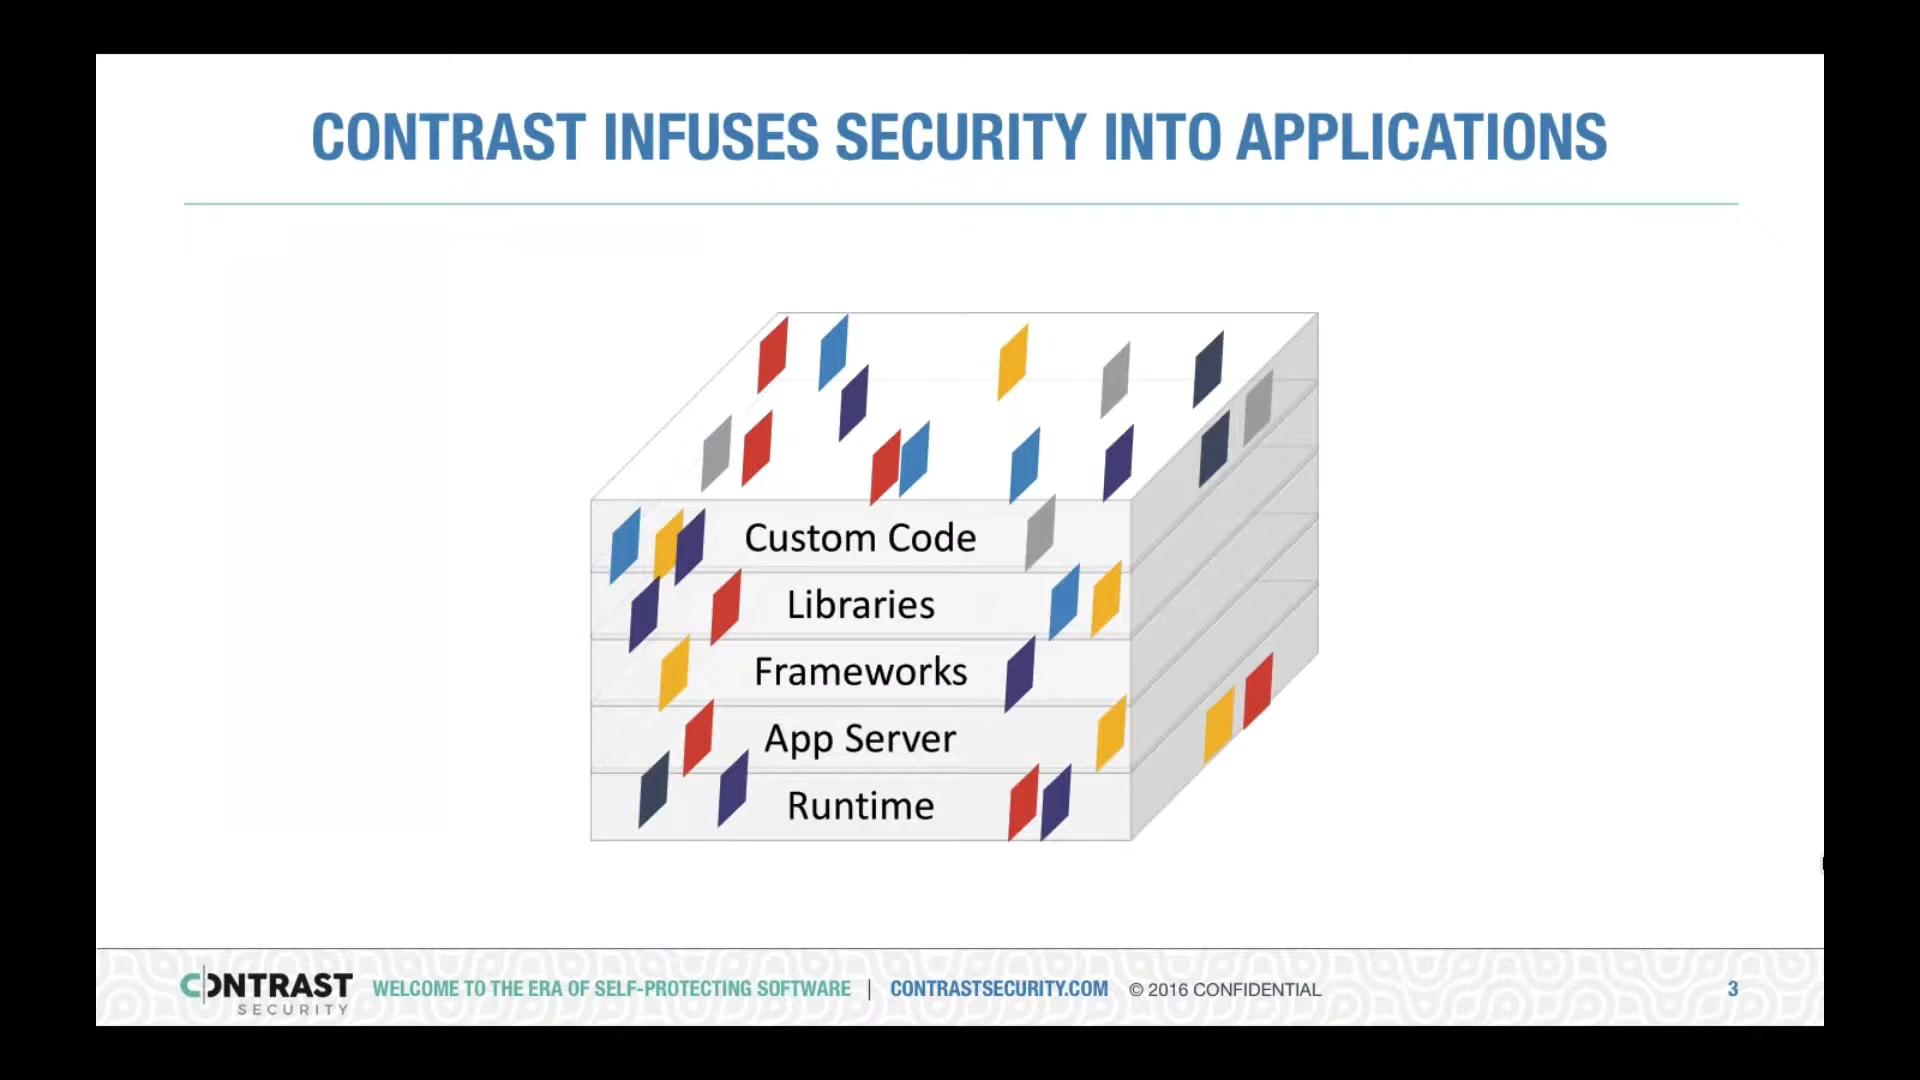 CONTRAST INFUSES SECURITY INTO APPLICATIONS
Custom Code
Libraries
Frameworks
App Server
Runtime
CONTRAST
SECURITY
WELCOME TO THE ERA OF SELF-PROTECTING SOFTWARE | CONTRASTSECURITY.COM © 2016 CONFIDENTIAL
3